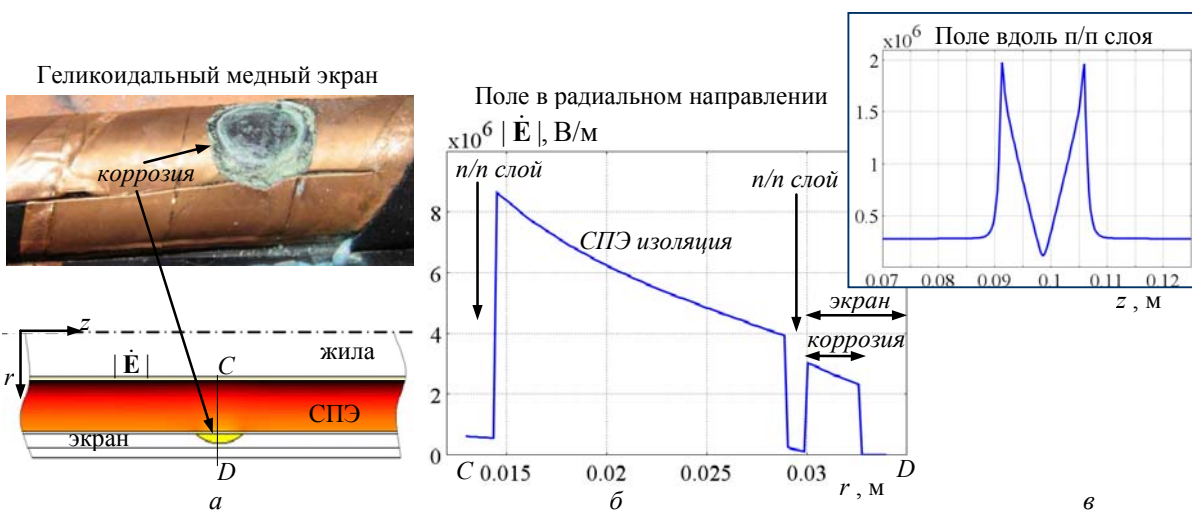 Геликоидальный медный экран
коррозия
z
жила
r
| Ė |
C
СПЭ
экран
D
а
Поле в радиальном направлении
x10⁶ | Ė |, В/м
п/п слой
п/п слой
СПЭ изоляция
экран
коррозия
8
6
4
2
0
C 0.015 0.02 0.025 0.03 D
r , м
б
Поле вдоль п/п слоя
x10⁶
2
1.5
1
0.5
0.07 0.09 0.1 0.11 0.12
z , м
в